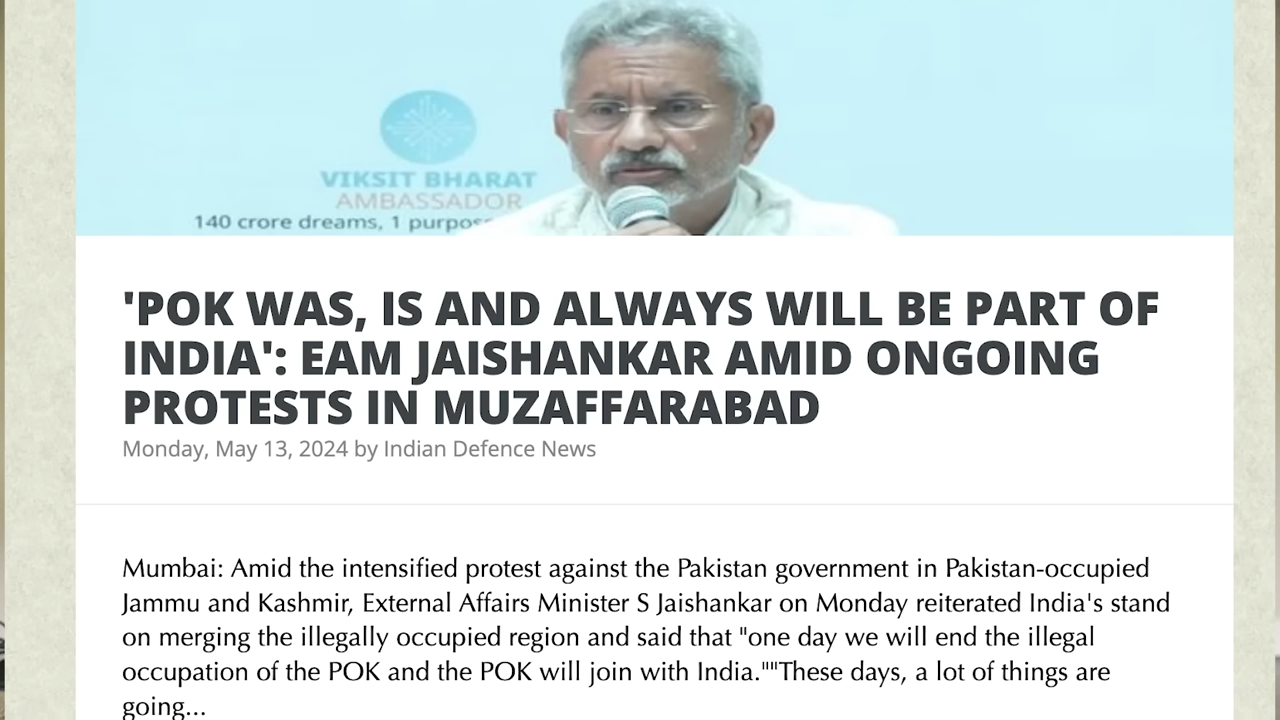 VIKSIT BHARAT
AMBASSADOR
140 crore dreams, 1 purpos
'POK WAS, IS AND ALWAYS WILL BE PART OF
INDIA': EAM JAISHANKAR AMID ONGOING
PROTESTS IN MUZAFFARABAD
Monday, May 13, 2024 by Indian Defence News
Mumbai: Amid the intensified protest against the Pakistan government in Pakistan-occupied
Jammu and Kashmir, External Affairs Minister S Jaishankar on Monday reiterated India's stand
on merging the illegally occupied region and said that "one day we will end the illegal
occupation of the POK and the POK will join with India.""These days, a lot of things are
going...